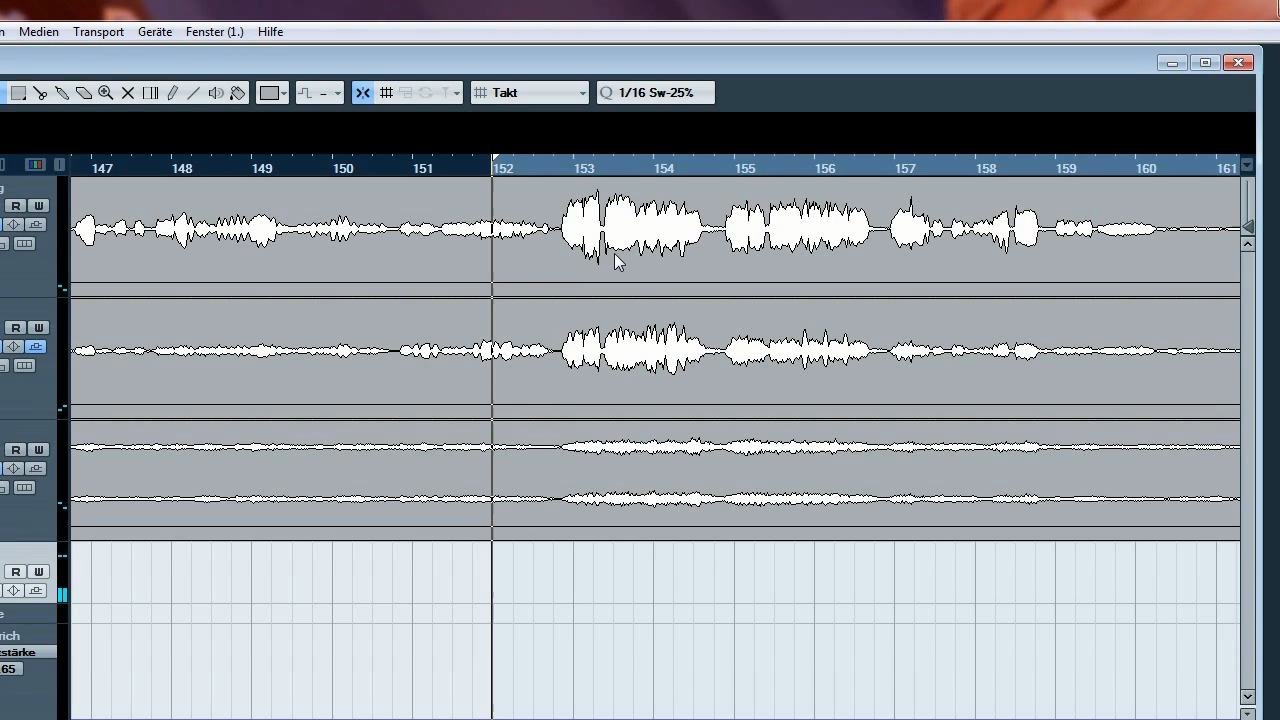 n Medien Transport Geräte Fenster (1.) Hilfe
Takt Q 1/16 Sw-25%
147 148 149 150 151 152 153 154 155 156 157 158 159 160 161
g
R W
R W
R W
R W
e
rich
tstärke
65